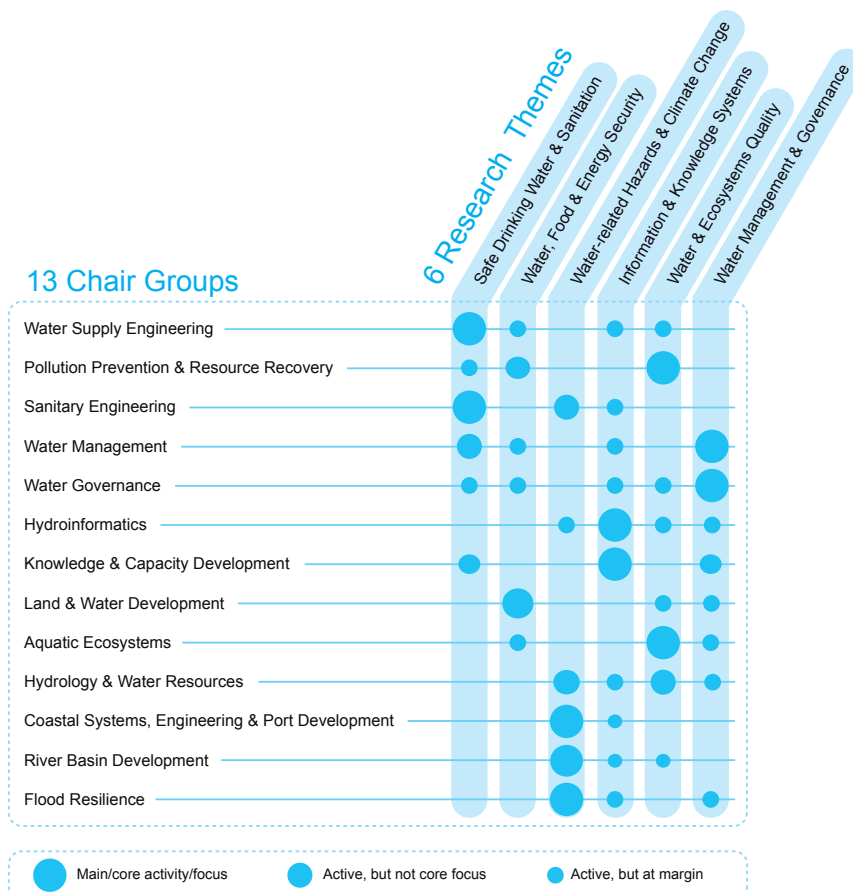 6 Research Themes
Safe Drinking Water & Sanitation
Water, Food & Energy Security
Water-related Hazards & Climate Change
Information & Knowledge Systems
Water & Ecosystems Quality
Water Management & Governance
13 Chair Groups
Water Supply Engineering
Pollution Prevention & Resource Recovery
Sanitary Engineering
Water Management
Water Governance
Hydroinformatics
Knowledge & Capacity Development
Land & Water Development
Aquatic Ecosystems
Hydrology & Water Resources
Coastal Systems, Engineering & Port Development
River Basin Development
Flood Resilience
Main/core activity/focus
Active, but not core focus
Active, but at margin